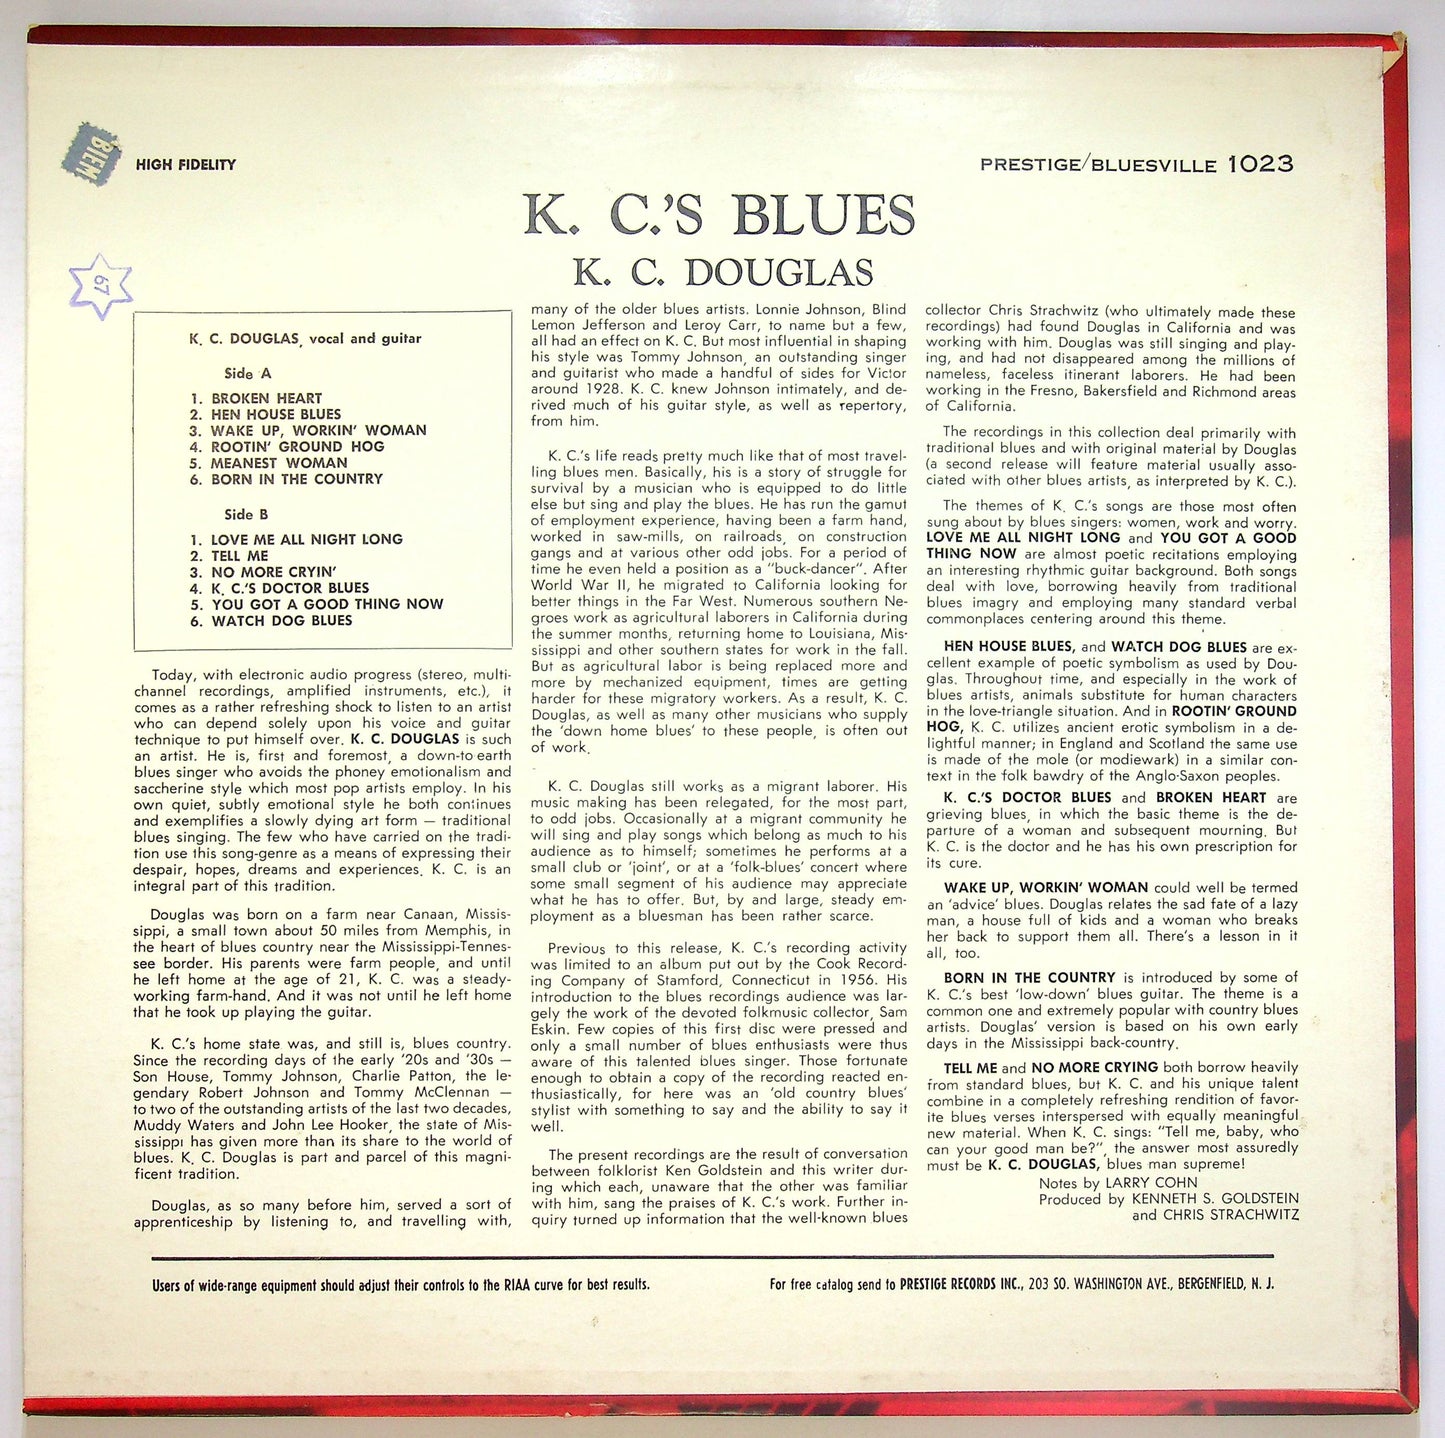 BIEM
HIGH FIDELITY
PRESTIGE/BLUESVILLE 1023
K. C.'S BLUES
K. C. DOUGLAS
67
K. C. DOUGLAS, vocal and guitar
Side A
1. BROKEN HEART
2. HEN HOUSE BLUES
3. WAKE UP, WORKIN' WOMAN
4. ROOTIN' GROUND HOG
5. MEANEST WOMAN
6. BORN IN THE COUNTRY
Side B
1. LOVE ME ALL NIGHT LONG
2. TELL ME
3. NO MORE CRYIN'
4. K. C.'S DOCTOR BLUES
5. YOU GOT A GOOD THING NOW
6. WATCH DOG BLUES
Today, with electronic audio progress (stereo, multi-
channel recordings, amplified instruments, etc.), it
comes as a rather refreshing shock to listen to an artist
who can depend solely upon his voice and guitar
technique to put himself over. K. C. DOUGLAS is such
an artist. He is, first and foremost, a down-to earth
blues singer who avoids the phoney emotionalism and
saccherine style which most pop artists employ. In his
own quiet, subtly emotional style he both continues
and exemplifies a slowly dying art form — traditional
blues singing. The few who have carried on the tradi-
tion use this song-genre as a means of expressing their
despair, hopes, dreams and experiences. K. C. is an
integral part of this tradition.
Douglas was born on a farm near Canaan, Missis-
sippi, a small town about 50 miles from Memphis, in
the heart of blues country near the Mississippi-Tennes-
see border. His parents were farm people, and until
he left home at the age of 21, K. C. was a steady-
working farm-hand. And it was not until he left home
that he took up playing the guitar.
K. C.'s home state was, and still is, blues country.
Since the recording days of the early '20s and '30s —
Son House, Tommy Johnson, Charlie Patton, the le-
gendary Robert Johnson and Tommy McClennan —
to two of the outstanding artists of the last two decades,
Muddy Waters and John Lee Hooker, the state of Mis-
sissippi has given more than its share to the world of
blues. K. C. Douglas is part and parcel of this magni-
ficent tradition.
Douglas, as so many before him, served a sort of
apprenticeship by listening to, and travelling with,
many of the older blues artists. Lonnie Johnson, Blind
Lemon Jefferson and Leroy Carr, to name but a few,
all had an effect on K. C. But most influential in shaping
his style was Tommy Johnson, an outstanding singer
and guitarist who made a handful of sides for Victor
around 1928. K. C. knew Johnson intimately, and de-
rived much of his guitar style, as well as repertory,
from him.
K. C.'s life reads pretty much like that of most travel-
ling blues men. Basically, his is a story of struggle for
survival by a musician who is equipped to do little
else but sing and play the blues. He has run the gamut
of employment experience, having been a farm hand,
worked in saw-mills, on railroads, on construction
gangs and at various other odd jobs. For a period of
time he even held a position as a "buck-dancer". After
World War II, he migrated to California looking for
better things in the Far West. Numerous southern Ne-
groes work as agricultural laborers in California during
the summer months, returning home to Louisiana, Mis-
sissippi and other southern states for work in the fall.
But as agricultural labor is being replaced more and
more by mechanized equipment, times are getting
harder for these migratory workers. As a result, K. C.
Douglas, as well as many other musicians who supply
the 'down home blues' to these people, is often out
of work.
K. C. Douglas still works as a migrant laborer. His
music making has been relegated, for the most part,
to odd jobs. Occasionally at a migrant community he
will sing and play songs which belong as much to his
audience as to himself; sometimes he performs at a
small club or 'joint', or at a 'folk-blues' concert where
some small segment of his audience may appreciate
what he has to offer. But, by and large, steady em-
ployment as a bluesman has been rather scarce.
Previous to this release, K. C.'s recording activity
was limited to an album put out by the Cook Record-
ing Company of Stamford, Connecticut in 1956. His
introduction to the blues recordings audience was lar-
gely the work of the devoted folkmusic collector, Sam
Eskin. Few copies of this first disc were pressed and
only a small number of blues enthusiasts were thus
aware of this talented blues singer. Those fortunate
enough to obtain a copy of the recording reacted en-
thusiastically, for here was an 'old country blues'
stylist with something to say and the ability to say it
well.
The present recordings are the result of conversation
between folklorist Ken Goldstein and this writer dur-
ing which each, unaware that the other was familiar
with him, sang the praises of K. C.'s work. Further in-
quiry turned up information that the well-known blues
collector Chris Strachwitz (who ultimately made these
recordings) had found Douglas in California and was
working with him. Douglas was still singing and play-
ing, and had not disappeared among the millions of
nameless, faceless itinerant laborers. He had been
working in the Fresno, Bakersfield and Richmond areas
of California.
The recordings in this collection deal primarily with
traditional blues and with original material by Douglas
(a second release will feature material usually asso-
ciated with other blues artists, as interpreted by K. C.).
The themes of K. C.'s songs are those most often
sung about by blues singers: women, work and worry.
LOVE ME ALL NIGHT LONG and YOU GOT A GOOD
THING NOW are almost poetic recitations employing
an interesting rhythmic guitar background. Both songs
deal with love, borrowing heavily from traditional
blues imagry and employing many standard verbal
commonplaces centering around this theme.
HEN HOUSE BLUES, and WATCH DOG BLUES are ex-
cellent example of poetic symbolism as used by Dou-
glas. Throughout time, and especially in the work of
blues artists, animals substitute for human characters
in the love-triangle situation. And in ROOTIN' GROUND
HOG, K. C. utilizes ancient erotic symbolism in a de-
lightful manner; in England and Scotland the same use
is made of the mole (or modiewark) in a similar con-
text in the folk bawdry of the Anglo-Saxon peoples.
K. C.'S DOCTOR BLUES and BROKEN HEART are
grieving blues, in which the basic theme is the de-
parture of a woman and subsequent mourning. But
K. C. is the doctor and he has his own prescription for
its cure.
WAKE UP, WORKIN' WOMAN could well be termed
an 'advice' blues. Douglas relates the sad fate of a lazy
man, a house full of kids and a woman who breaks
her back to support them all. There's a lesson in it
all, too.
BORN IN THE COUNTRY is introduced by some of
K. C.'s best 'low-down' blues guitar. The theme is a
common one and extremely popular with country blues
artists. Douglas' version is based on his own early
days in the Mississippi back-country.
TELL ME and NO MORE CRYING both borrow heavily
from standard blues, but K. C. and his unique talent
combine in a completely refreshing rendition of favor-
ite blues verses interspersed with equally meaningful
new material. When K. C. sings: "Tell me, baby, who
can your good man be?", the answer most assuredly
must be K. C. DOUGLAS, blues man supreme!
Notes by LARRY COHN
Produced by KENNETH S. GOLDSTEIN
and CHRIS STRACHWITZ
Users of wide-range equipment should adjust their controls to the RIAA curve for best results.
For free catalog send to PRESTIGE RECORDS INC., 203 SO. WASHINGTON AVE., BERGENFIELD, N. J.